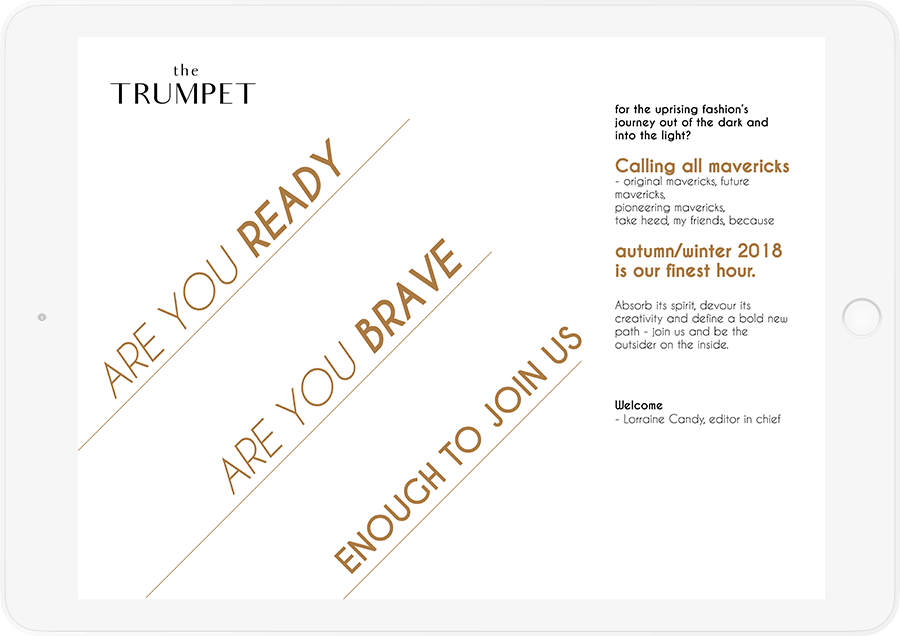 the
TRUMPET
ARE YOU READY
ARE YOU BRAVE
ENOUGH TO JOIN US
for the uprising fashion's
journey out of the dark and
into the light?
Calling all mavericks
- original mavericks, future
mavericks,
pioneering mavericks,
take heed, my friends, because
autumn/winter 2018
is our finest hour.
Absorb its spirit, devour its
creativity and define a bold new
path - join us and be the
outsider on the inside.
Welcome
- Lorraine Candy, editor in chief